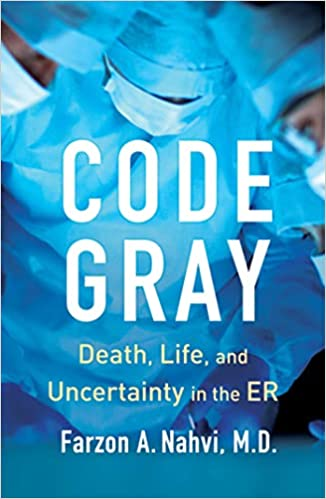 CODE
GRAY
Death, Life, and
Uncertainty in the ER
Farzon A. Nahvi, M.D.